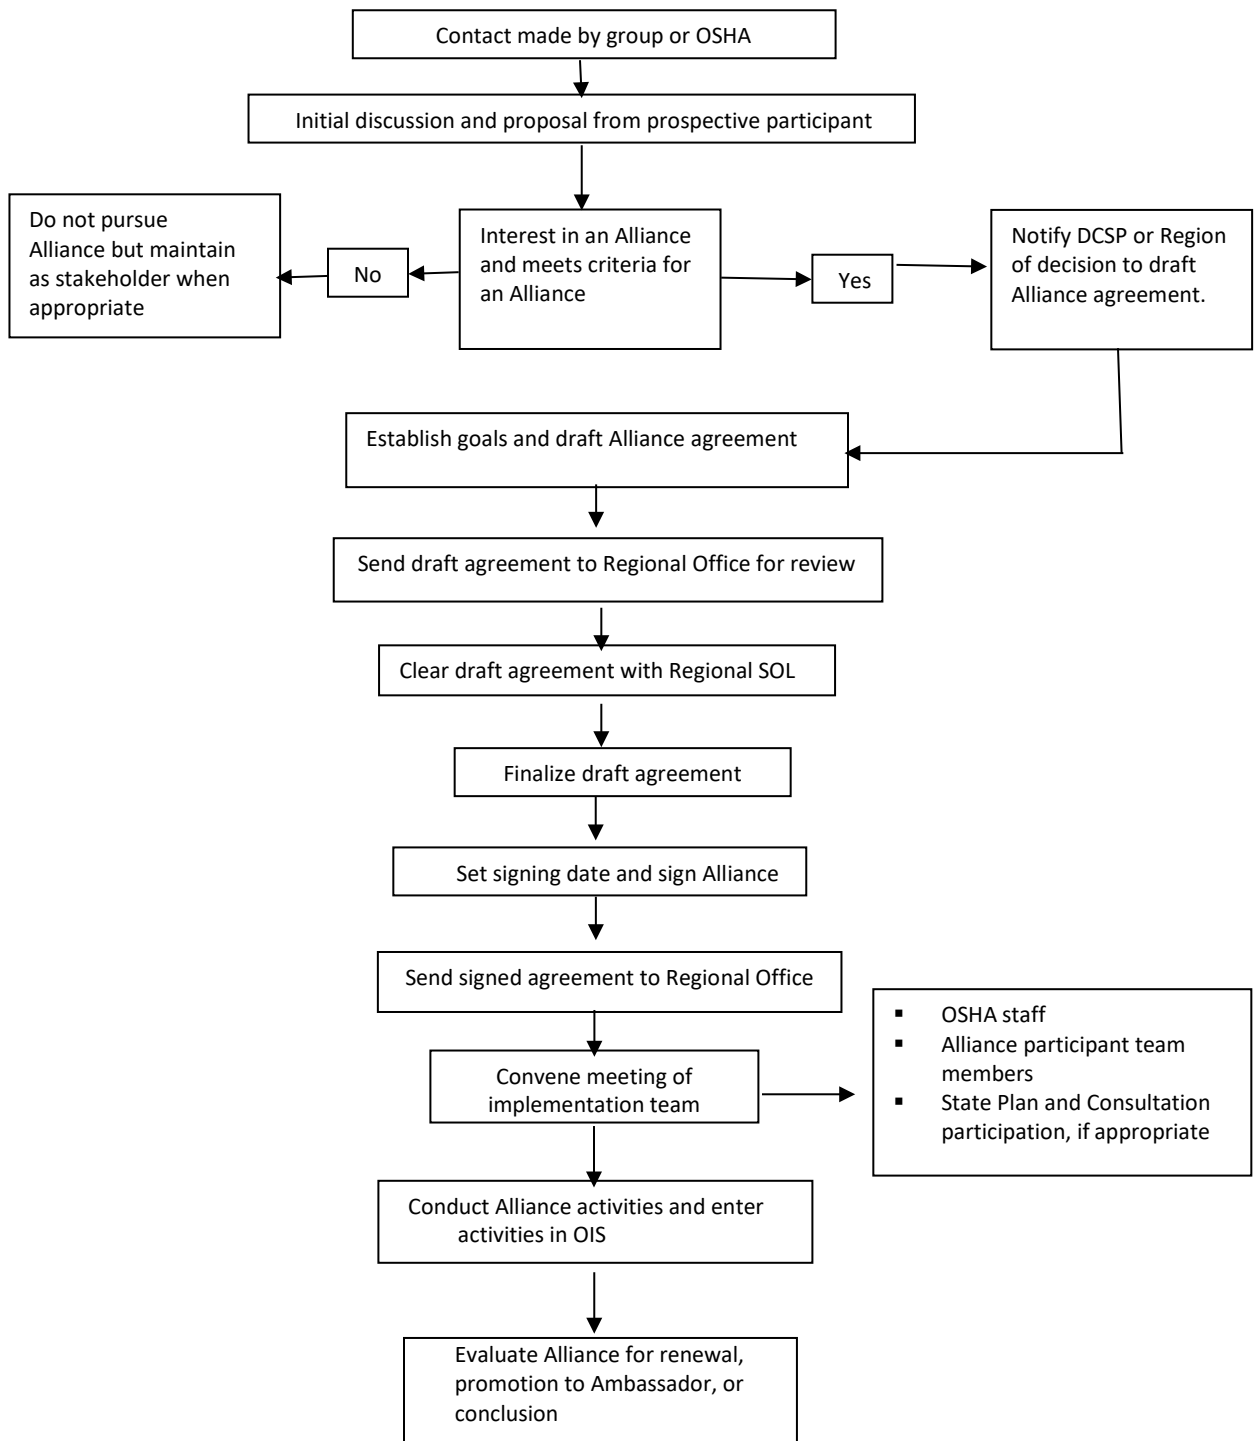 Contact made by group or OSHA
Initial discussion and proposal from prospective participant
Do not pursue
Alliance but maintain
as stakeholder when
appropriate
No
Interest in an Alliance
and meets criteria for
an Alliance
Yes
Notify DCSP or Region
of decision to draft
Alliance agreement.
Establish goals and draft Alliance agreement
Send draft agreement to Regional Office for review
Clear draft agreement with Regional SOL
Finalize draft agreement
Set signing date and sign Alliance
Send signed agreement to Regional Office
Convene meeting of
implementation team
▪ OSHA staff
▪ Alliance participant team
members
▪ State Plan and Consultation
participation, if appropriate
Conduct Alliance activities and enter
activities in OIS
Evaluate Alliance for renewal,
promotion to Ambassador, or
conclusion